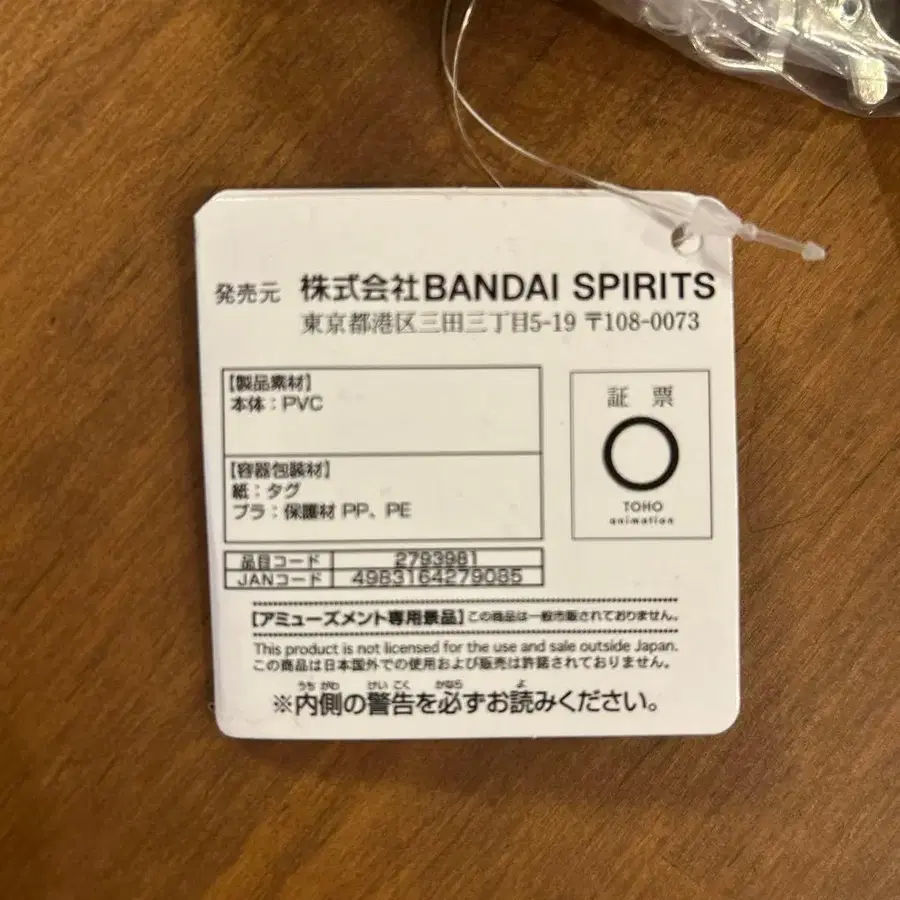 発売元 株式会社BANDAI SPIRITS
東京都港区三田三丁目5-19 〒108-0073
【製品素材】
本体：PVC
【容器包装材】
紙：タグ
プラ：保護材 PP、PE
証 票
TOHO
animation
品目コード 2793981
JANコード 4983164279085
【アミューズメント専用景品】この商品は一般市販されておりません。
This product is not licensed for the use and sale outside Japan.
この商品は日本国外での使用および販売は許諾されておりません。
うちがわ けいこく かなら よ
※内側の警告を必ずお読みください。